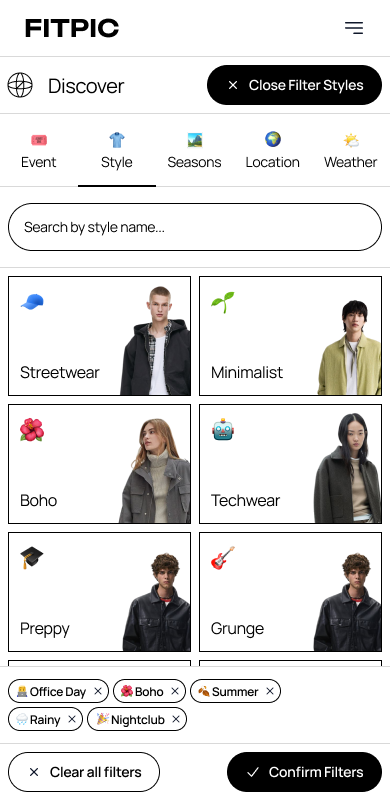 FITPIC
Discover
Close Filter Styles
Event Style Seasons Location Weather
Search by style name...
Streetwear Minimalist
Boho Techwear
Preppy Grunge
Office Day Boho Summer
Rainy Nightclub
Clear all filters Confirm Filters